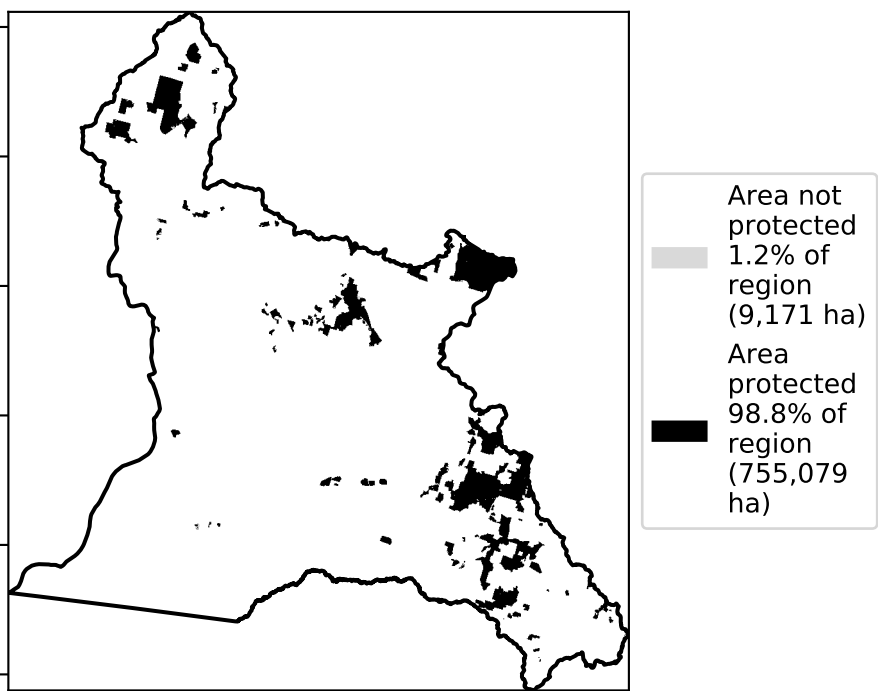 Area not
protected
1.2% of
region
(9,171 ha)
Area
protected
98.8% of
region
(755,079
ha)